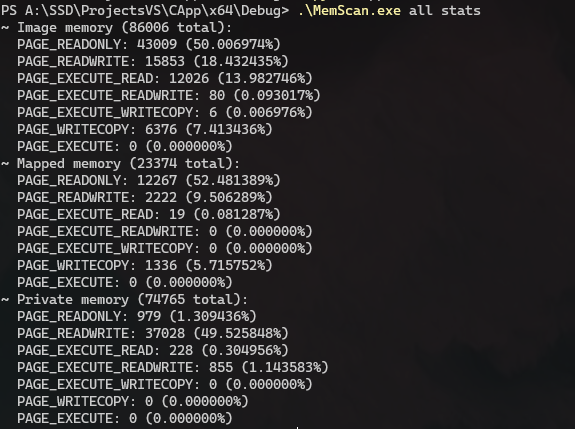 PS A:\SSD\ProjectsVS\CApp\x64\Debug> .\MemScan.exe all stats
~ Image memory (86006 total):
  PAGE_READONLY: 43009 (50.006974%)
  PAGE_READWRITE: 15853 (18.432435%)
  PAGE_EXECUTE_READ: 12026 (13.982746%)
  PAGE_EXECUTE_READWRITE: 80 (0.093017%)
  PAGE_EXECUTE_WRITECOPY: 6 (0.006976%)
  PAGE_WRITECOPY: 6376 (7.413436%)
  PAGE_EXECUTE: 0 (0.000000%)
~ Mapped memory (23374 total):
  PAGE_READONLY: 12267 (52.481389%)
  PAGE_READWRITE: 2222 (9.506289%)
  PAGE_EXECUTE_READ: 19 (0.081287%)
  PAGE_EXECUTE_READWRITE: 0 (0.000000%)
  PAGE_EXECUTE_WRITECOPY: 0 (0.000000%)
  PAGE_WRITECOPY: 1336 (5.715752%)
  PAGE_EXECUTE: 0 (0.000000%)
~ Private memory (74765 total):
  PAGE_READONLY: 979 (1.309436%)
  PAGE_READWRITE: 37028 (49.525848%)
  PAGE_EXECUTE_READ: 228 (0.304956%)
  PAGE_EXECUTE_READWRITE: 855 (1.143583%)
  PAGE_EXECUTE_WRITECOPY: 0 (0.000000%)
  PAGE_WRITECOPY: 0 (0.000000%)
  PAGE_EXECUTE: 0 (0.000000%)